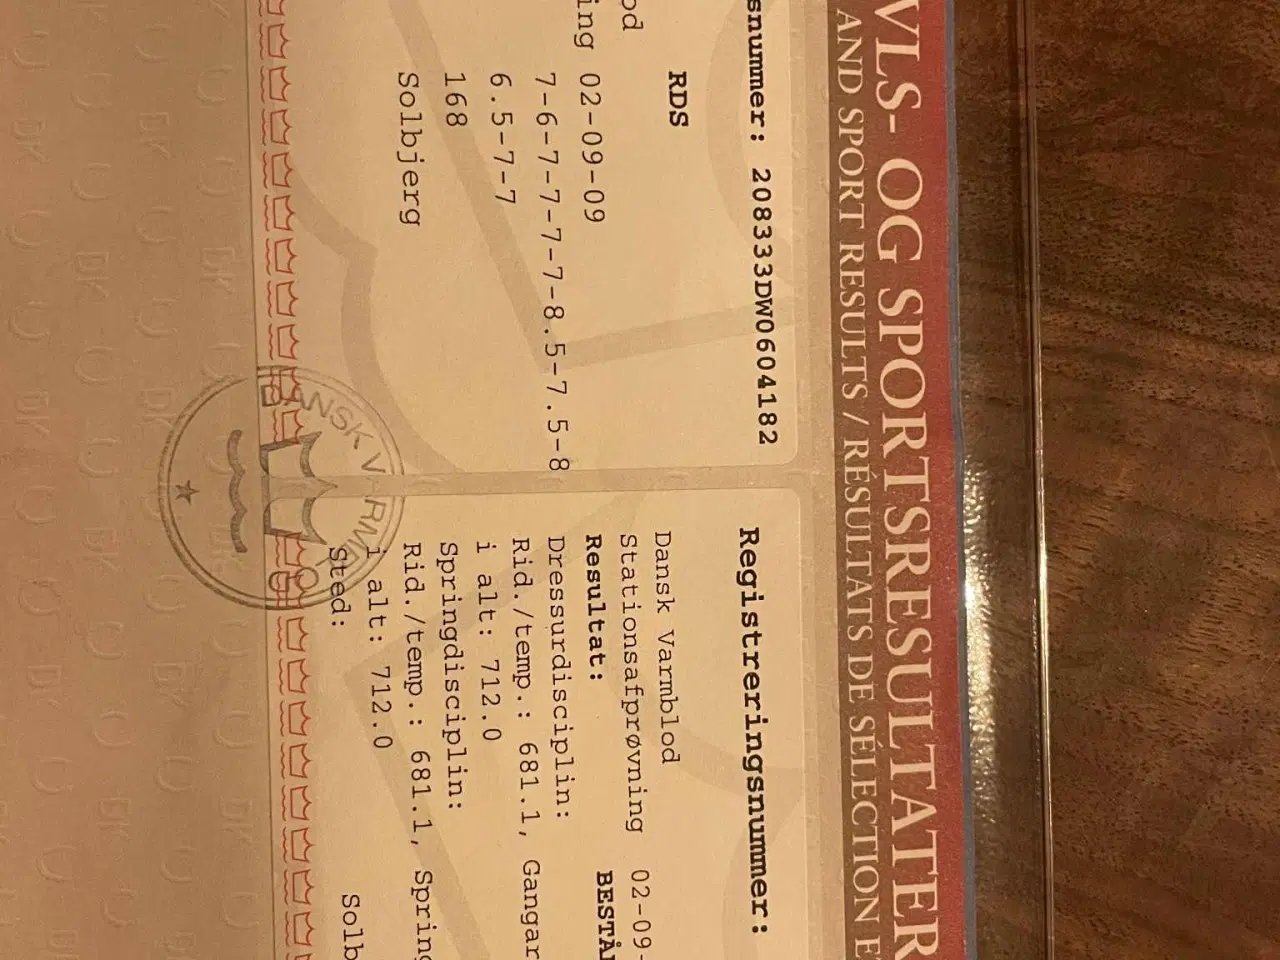 VLS- OG SPORTSRESULTATER
AND SPORT RESULTS / RÉSULTATS DE SÉLECTION E
snummer: 208333DW0604182
RDS
od
ing 02-09-09
7-6-7-7-7-7-8.5-7.5-8
6.5-7-7
168
Solbjerg
Registreringsnummer:
Dansk Varmblod
Stationsafprøvning 02-09-
Resultat: BESTÅ
Dressurdisciplin:
Rid./temp.: 681.1, Gangar
i alt: 712.0
Springdisciplin:
Rid./temp.: 681.1, Spring
i alt: 712.0
Sted: Solb